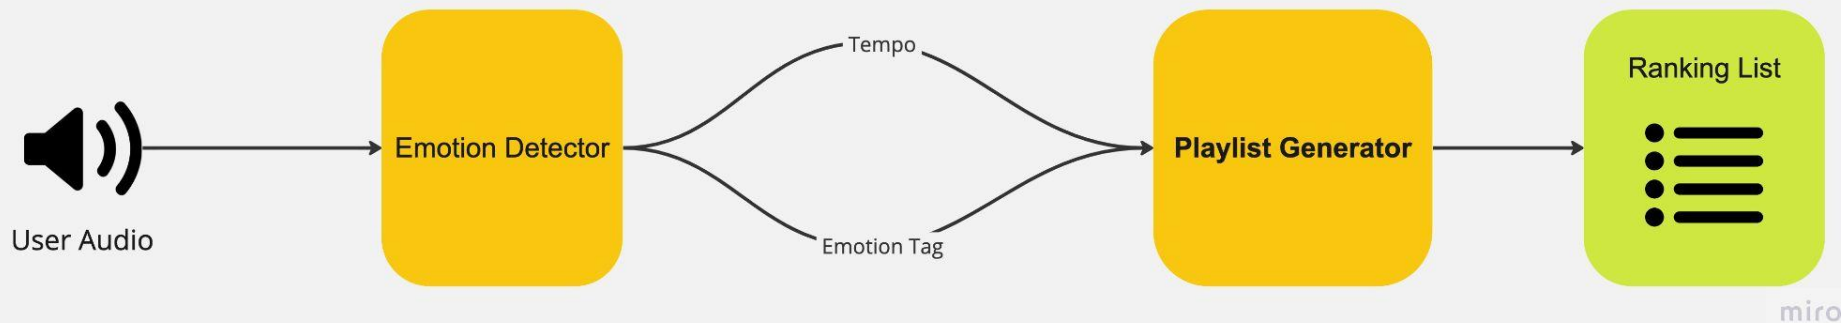 User Audio
Emotion Detector
Tempo
Emotion Tag
Playlist Generator
Ranking List
miro